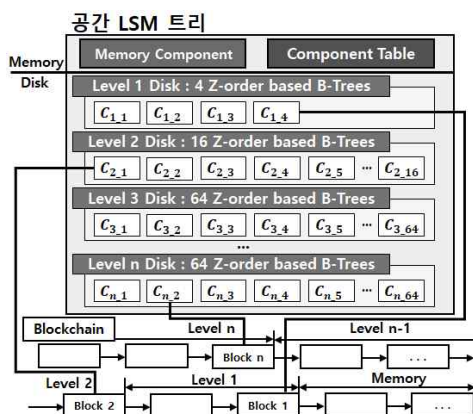 공간 LSM 트리
Memory Component
Component Table
Memory
Disk
Level 1 Disk : 4 Z-order based B-Trees
C1_1 C1_2 C1_3 C1_4
Level 2 Disk : 16 Z-order based B-Trees
C2_1 C2_2 C2_3 C2_4 C2_5 ... C2_16
Level 3 Disk : 64 Z-order based B-Trees
C3_1 C3_2 C3_3 C3_4 C3_5 ... C3_64
...
Level n Disk : 64 Z-order based B-Trees
Cn_1 Cn_2 Cn_3 Cn_4 Cn_5 ... Cn_64
Blockchain
Level n
Level n-1
Block n
...
Level 2
Level 1
Memory
Block 2
Block 1
...